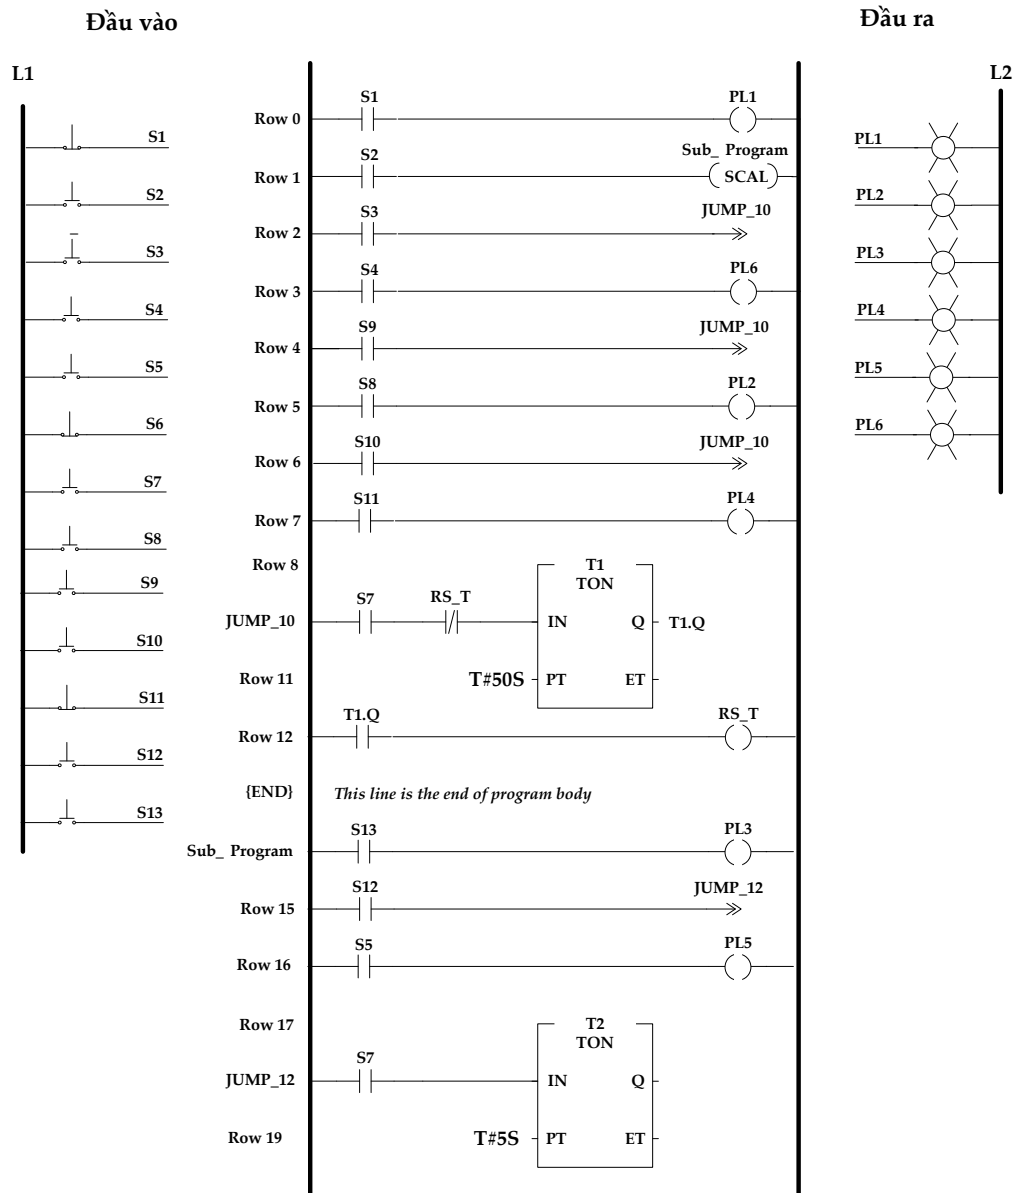 Đầu vào
Đầu ra
L1
L2
S1
S2
S3
S4
S5
S6
S7
S8
S9
S10
S11
S12
S13
S1 PL1
Row 0
S2 Sub_ Program
Row 1 SCAL
S3 JUMP_10
Row 2
S4 PL6
Row 3
S9 JUMP_10
Row 4
S8 PL2
Row 5
S10 JUMP_10
Row 6
S11 PL4
Row 7
Row 8 T1
TON
S7 RS_T
JUMP_10 IN Q T1.Q
Row 11 T#50S PT ET
T1.Q RS_T
Row 12
{END} This line is the end of program body
S13 PL3
Sub_ Program
S12 JUMP_12
Row 15
S5 PL5
Row 16
Row 17 T2
TON
S7
JUMP_12 IN Q
Row 19 T#5S PT ET
PL1
PL2
PL3
PL4
PL5
PL6